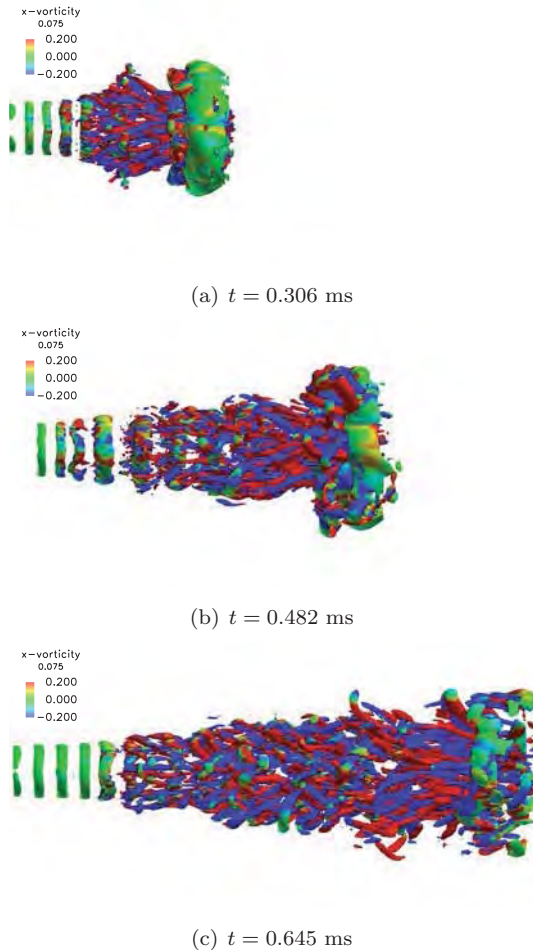 x-vorticity
0.075
0.200
0.000
-0.200
(a) t = 0.306 ms
x-vorticity
0.075
0.200
0.000
-0.200
(b) t = 0.482 ms
x-vorticity
0.075
0.200
0.000
-0.200
(c) t = 0.645 ms